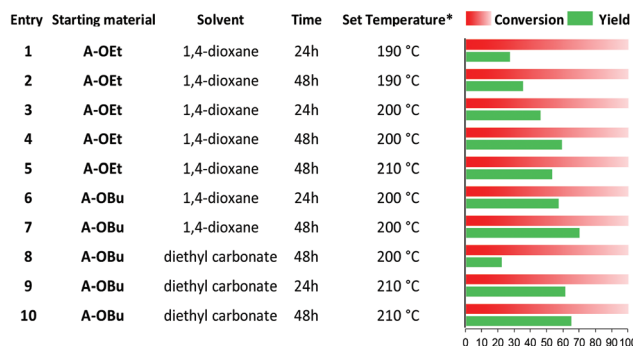 Entry Starting material Solvent Time Set Temperature* Conversion Yield
1 A-OEt 1,4-dioxane 24h 190 °C
2 A-OEt 1,4-dioxane 48h 190 °C
3 A-OEt 1,4-dioxane 24h 200 °C
4 A-OEt 1,4-dioxane 48h 200 °C
5 A-OEt 1,4-dioxane 48h 210 °C
6 A-OBu 1,4-dioxane 24h 200 °C
7 A-OBu 1,4-dioxane 48h 200 °C
8 A-OBu diethyl carbonate 48h 200 °C
9 A-OBu diethyl carbonate 24h 210 °C
10 A-OBu diethyl carbonate 48h 210 °C
0 10 20 30 40 50 60 70 80 90 100